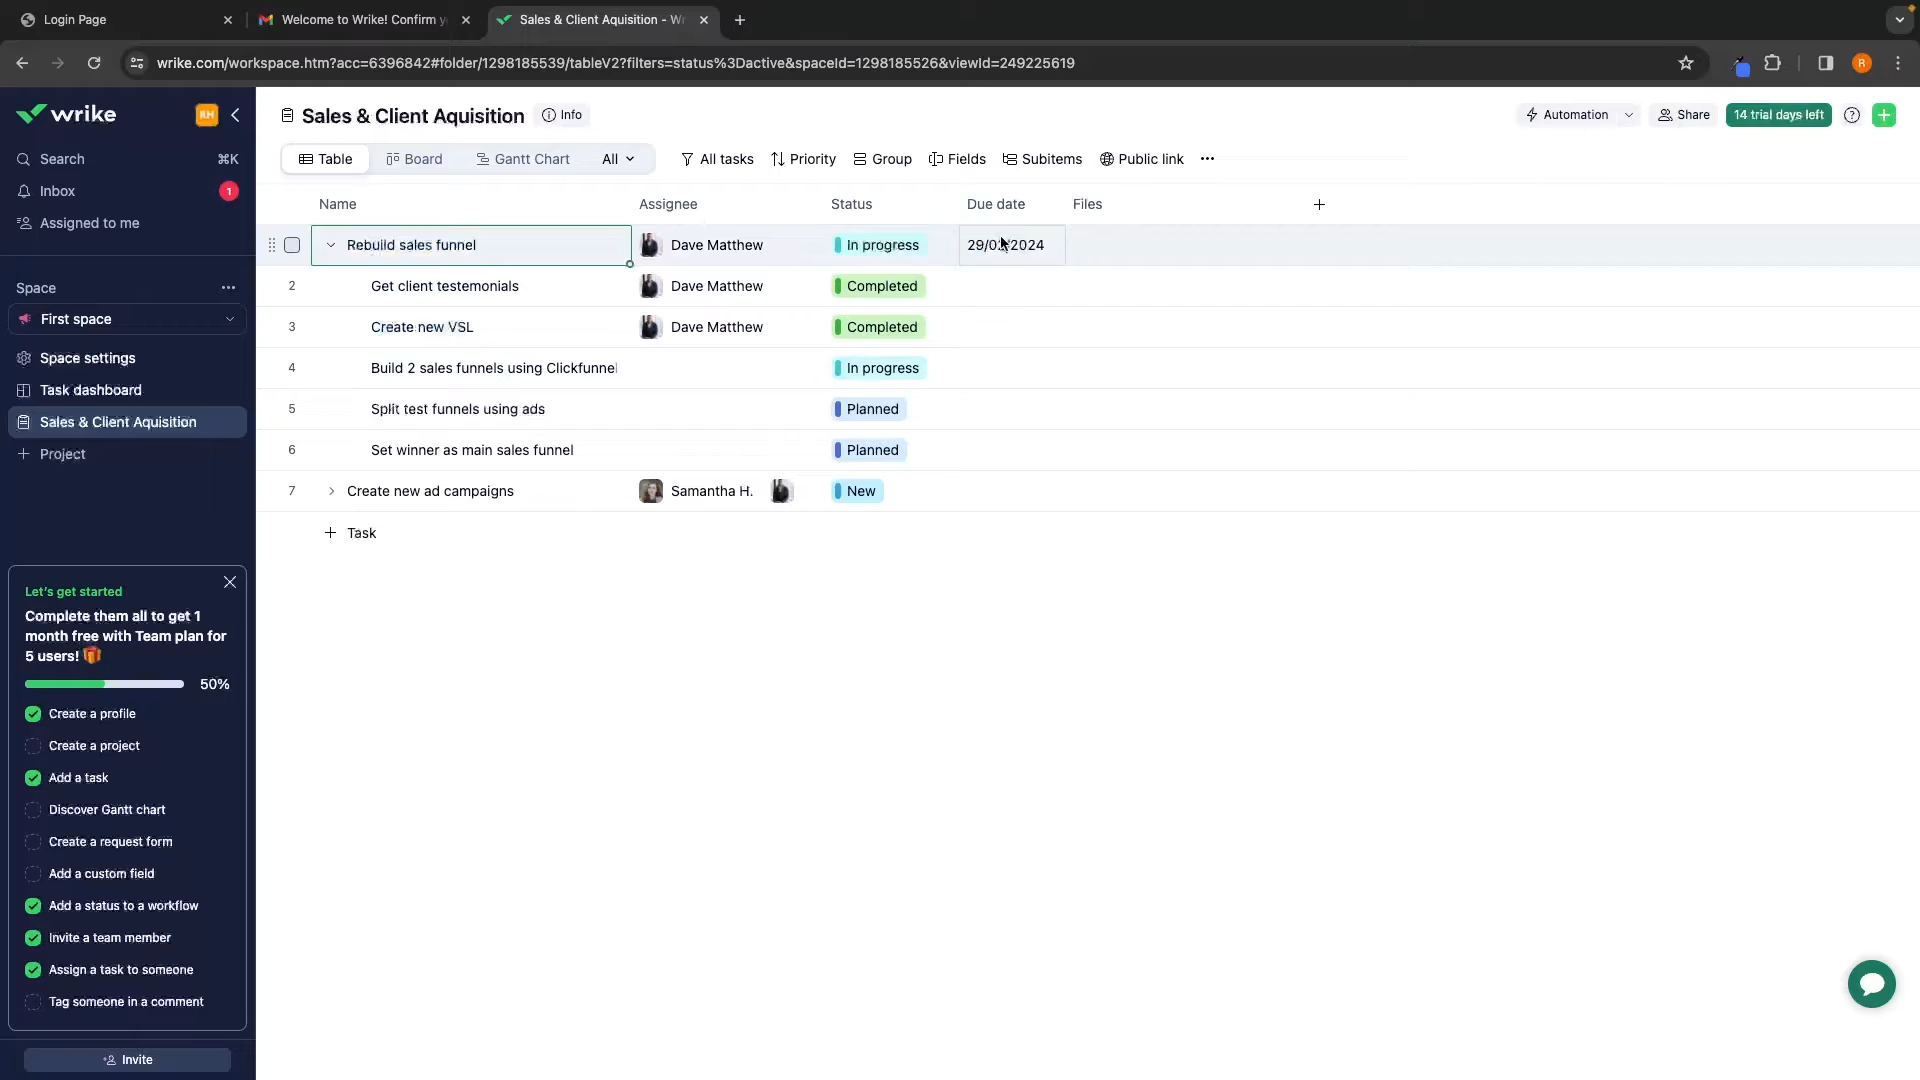 Login Page
Welcome to Wrike! Confirm y
Sales & Client Aquisition - Wr
wrike.com/workspace.htm?acc=6396842#folder/1298185539/tableV2?filters=status%3Dactive&spaceId=1298185526&viewId=249225619
R
wrike
RH
Search
⌘K
Inbox
1
Assigned to me
Space
First space
Space settings
Task dashboard
Sales & Client Aquisition
Project
Let's get started
Complete them all to get 1
month free with Team plan for
5 users! 🎁
50%
Create a profile
Create a project
Add a task
Discover Gantt chart
Create a request form
Add a custom field
Add a status to a workflow
Invite a team member
Assign a task to someone
Tag someone in a comment
Invite
Sales & Client Aquisition
Info
Automation
Share
14 trial days left
Table
Board
Gantt Chart
All
All tasks
Priority
Group
Fields
Subitems
Public link
Name Assignee Status Due date Files
Rebuild sales funnel Dave Matthew In progress
2 Get client testemonials Dave Matthew Completed
3 Create new VSL Dave Matthew Completed
4 Build 2 sales funnels using Clickfunnel In progress
5 Split test funnels using ads Planned
6 Set winner as main sales funnel Planned
7 Create new ad campaigns Samantha H. New
Task